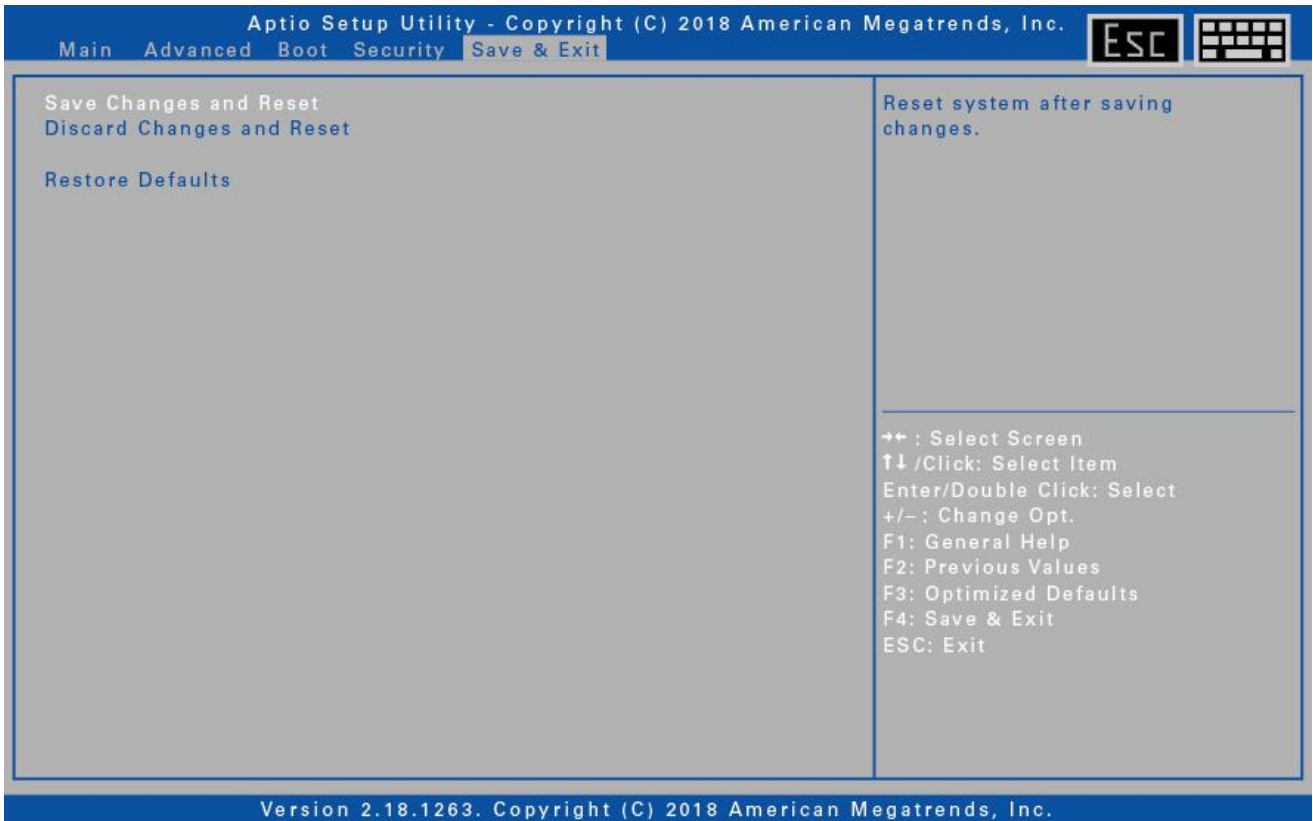 Aptio Setup Utility - Copyright (C) 2018 American Megatrends, Inc.
Esc
Main Advanced Boot Security Save & Exit
Save Changes and Reset
Discard Changes and Reset
Restore Defaults
Reset system after saving
changes.
→← : Select Screen
↑↓ /Click: Select Item
Enter/Double Click: Select
+/– : Change Opt.
F1: General Help
F2: Previous Values
F3: Optimized Defaults
F4: Save & Exit
ESC: Exit
Version 2.18.1263. Copyright (C) 2018 American Megatrends, Inc.